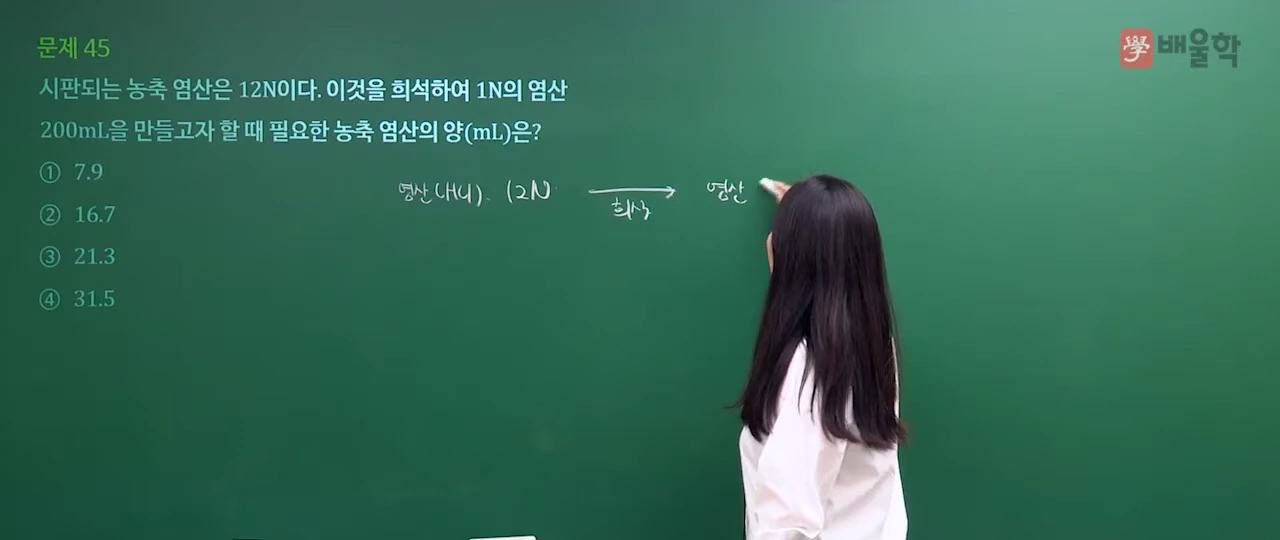 문제 45
學 배울학
시판되는 농축 염산은 12N이다. 이것을 희석하여 1N의 염산
200mL을 만들고자 할 때 필요한 농축 염산의 양(mL)은?
① 7.9
② 16.7
③ 21.3
④ 31.5
염산 12N
희석
염산